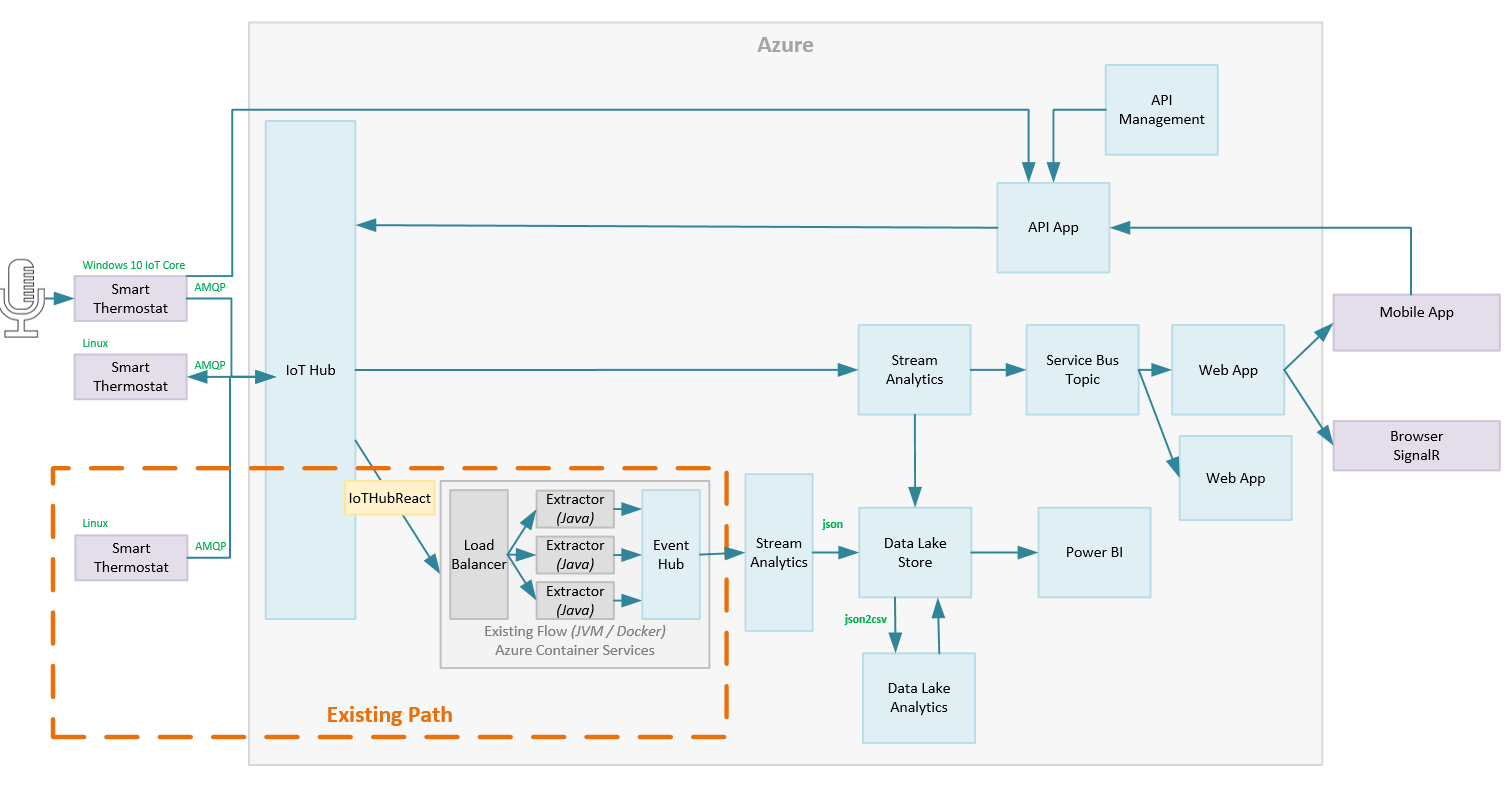 Azure
API
Management
API App
Windows 10 IoT Core
Smart
Thermostat
AMQP
Linux
Smart
Thermostat
AMQP
Linux
Smart
Thermostat
AMQP
IoT Hub
Stream
Analytics
Service Bus
Topic
Web App
Web App
Mobile App
Browser
SignalR
IoTHubReact
Load
Balancer
Extractor
(Java)
Extractor
(Java)
Extractor
(Java)
Event
Hub
Existing Flow (JVM / Docker)
Azure Container Services
Stream
Analytics
json
Data Lake
Store
Power BI
json2csv
Data Lake
Analytics
Existing Path